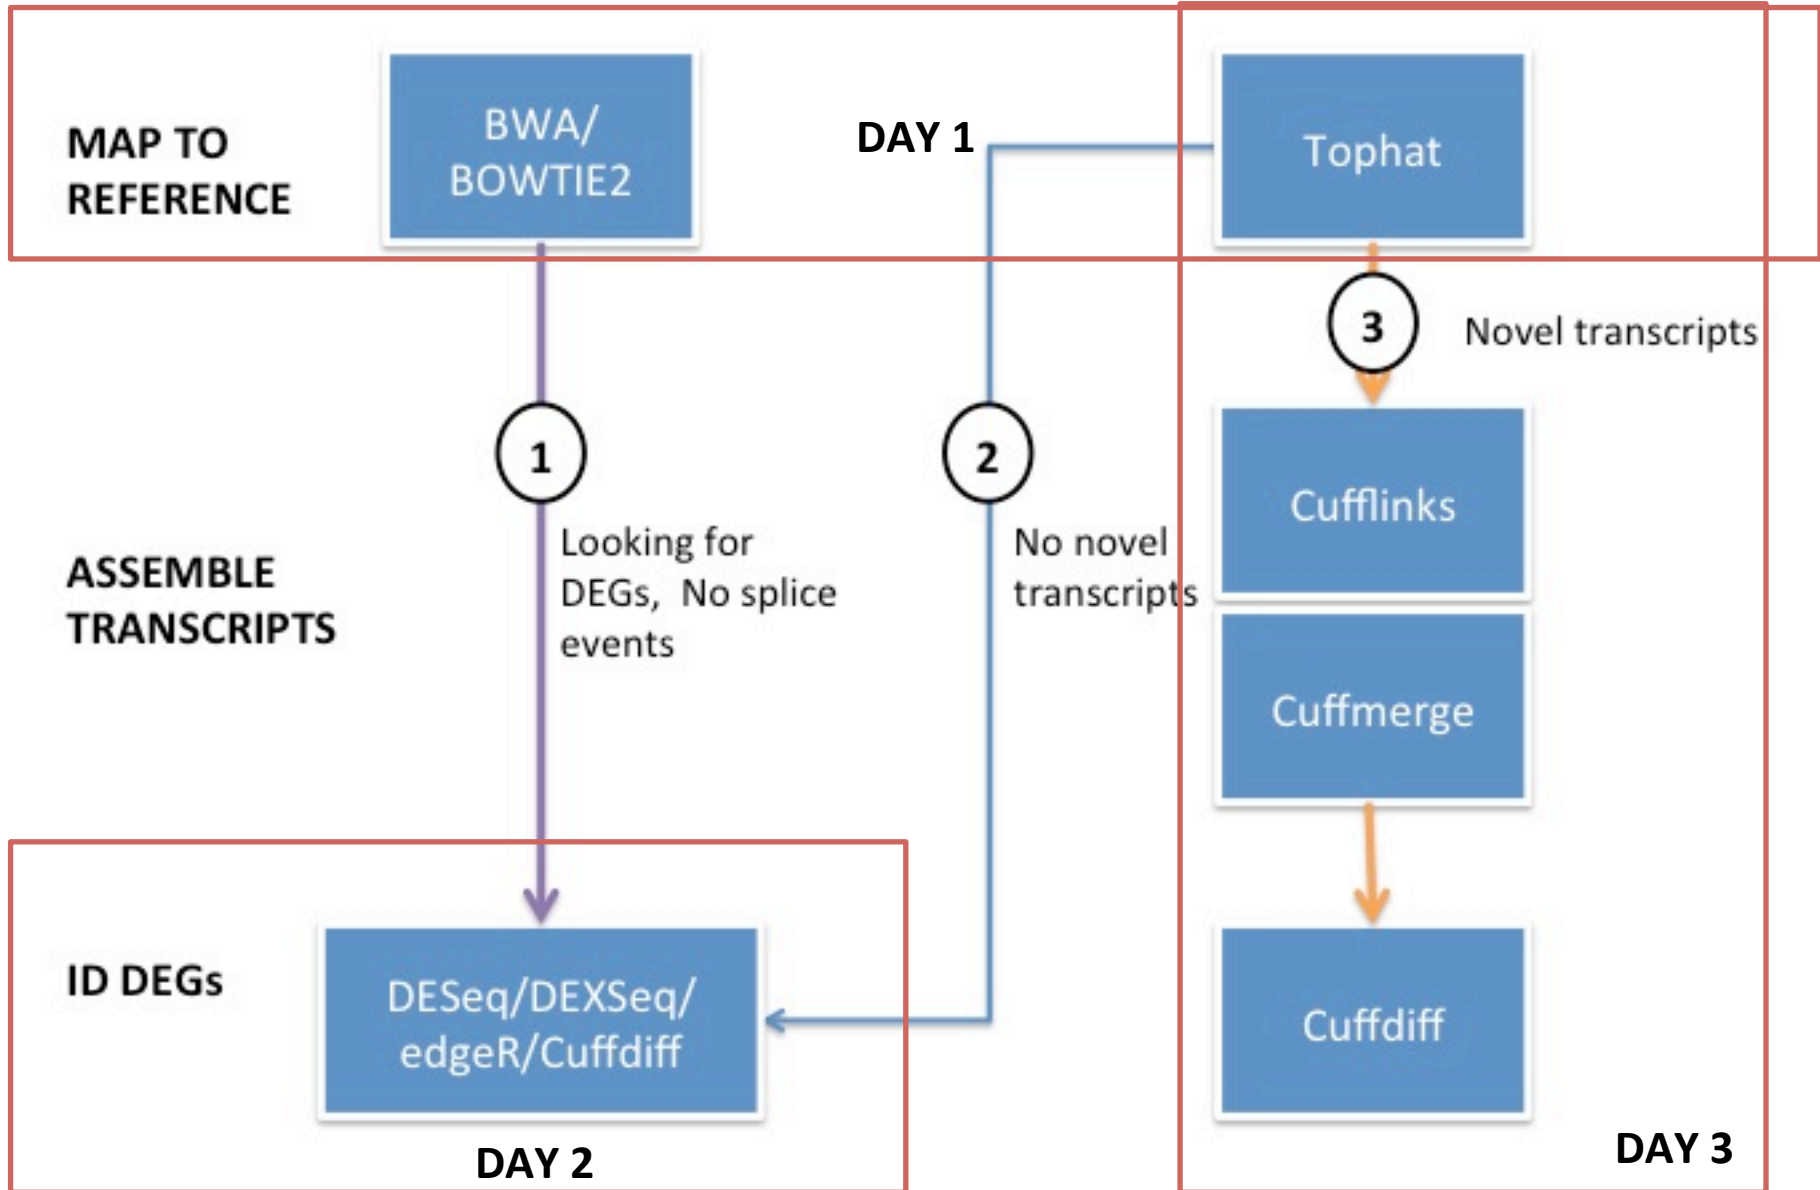 MAP TO
REFERENCE
BWA/
BOWTIE2
DAY 1
Tophat
3
Novel transcripts
1
2
Looking for
DEGs,  No splice
events
No novel
transcripts
Cufflinks
ASSEMBLE
TRANSCRIPTS
Cuffmerge
ID DEGs
DESeq/DEXSeq/
edgeR/Cuffdiff
Cuffdiff
DAY 2
DAY 3